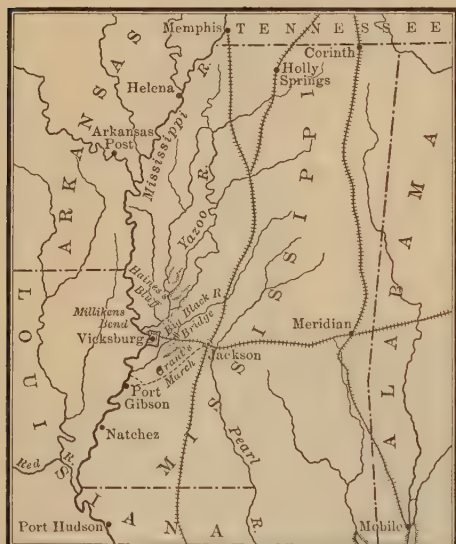 Memphis
TENNESSEE
Corinth
Holly
Springs
Helena
ARKANSAS
Arkansas
Post
Mississippi R.
Yazoo R.
MISSISSIPPI
ALABAMA
Haines's
Bluff
Millikens
Bend
Big Black R.
Bridge
Vicksburg
Meridian
Jackson
Grant's
March
Port
Gibson
Natchez
Pearl R.
Red R.
LOUISIANA
Port Hudson
Mobile